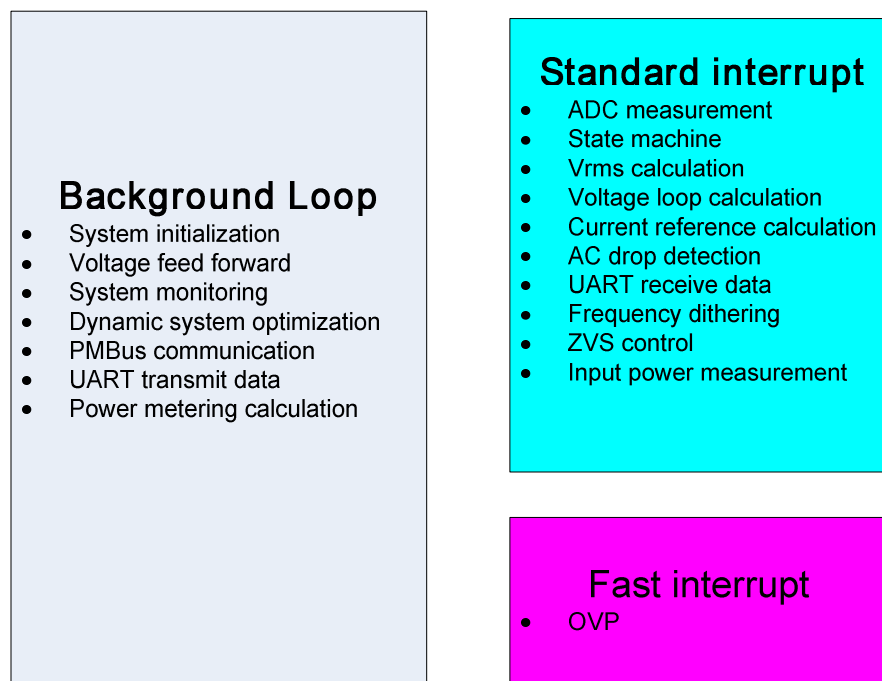 Background Loop
• System initialization
• Voltage feed forward
• System monitoring
• Dynamic system optimization
• PMBus communication
• UART transmit data
• Power metering calculation
Standard interrupt
• ADC measurement
• State machine
• Vrms calculation
• Voltage loop calculation
• Current reference calculation
• AC drop detection
• UART receive data
• Frequency dithering
• ZVS control
• Input power measurement
Fast interrupt
• OVP